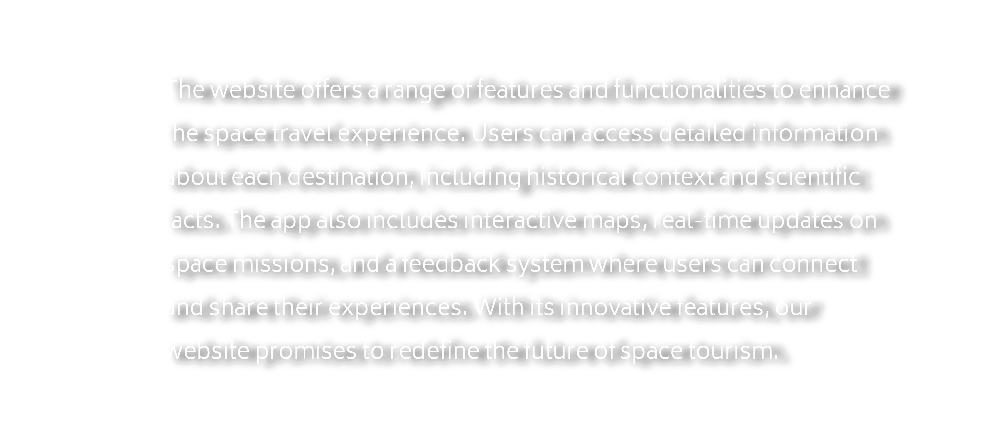 The website offers a range of features and functionalities to enhance
the space travel experience. Users can access detailed information
about each destination, including historical context and scientific
facts. The app also includes interactive maps, real-time updates on
space missions, and a feedback system where users can connect
and share their experiences. With its innovative features, our
website promises to redefine the future of space tourism.